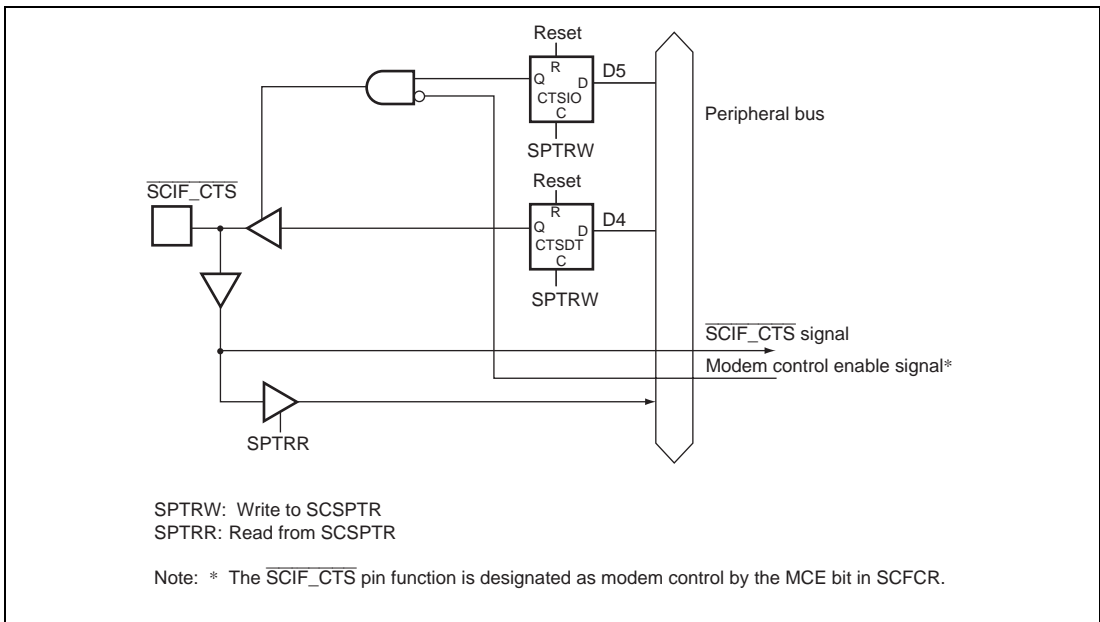 Reset
R
Q
D
D5
CTSIO
C
Peripheral bus
SPTRW
Reset
SCIF_CTS
R
Q
D
D4
CTSDT
C
SPTRW
SCIF_CTS signal
Modem control enable signal*
SPTRR
SPTRW: Write to SCSPTR
SPTRR: Read from SCSPTR
Note: * The SCIF_CTS pin function is designated as modem control by the MCE bit in SCFCR.